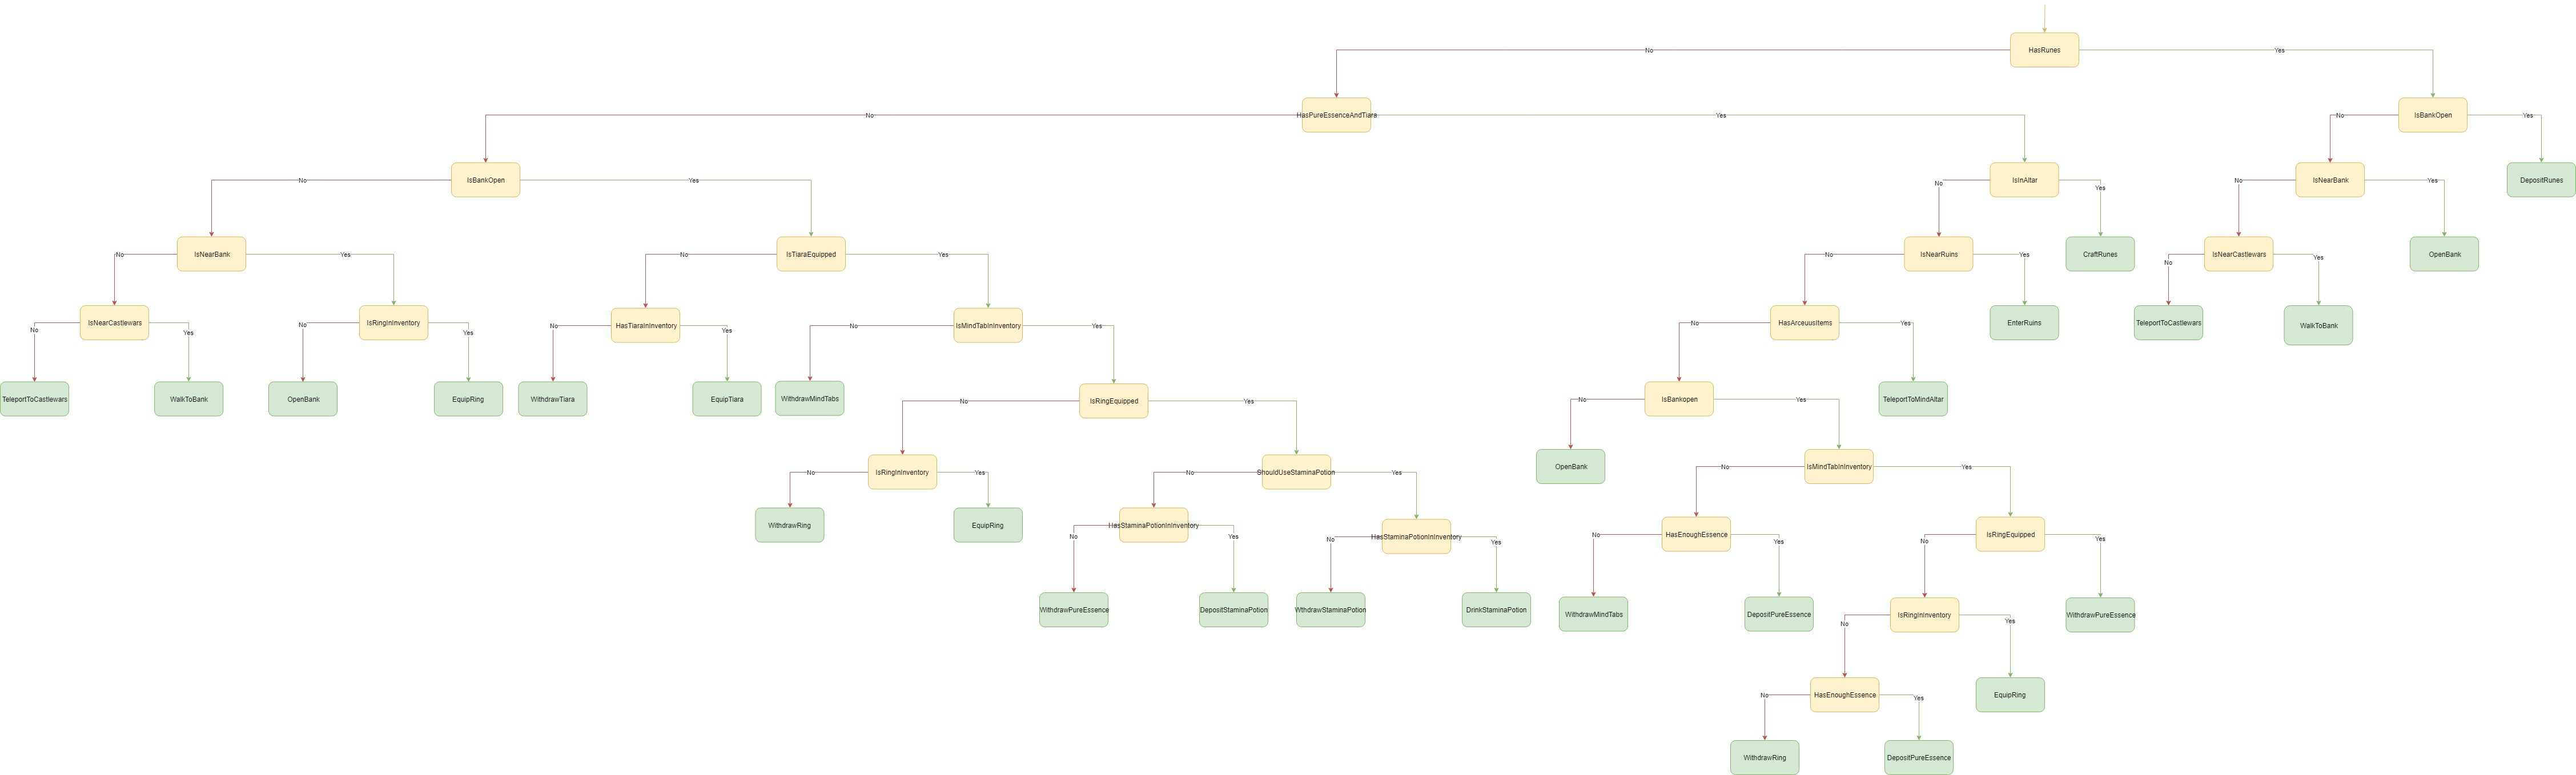 HasRunes
No
Yes
HasPureEssenceAndTiara
IsBankOpen
No
Yes
No
Yes
IsBankOpen
IsInAltar
IsNearBank
DepositRunes
No
Yes
No
Yes
No
Yes
IsNearBank
IsTiaraEquipped
IsNearRuins
CraftRunes
IsNearCastlewars
OpenBank
No
Yes
No
Yes
No
Yes
No
Yes
IsNearCastlewars
IsRingInInventory
HasTiaraInInventory
IsMindTabInInventory
HasArceuusItems
EnterRuins
TeleportToCastlewars
WalkToBank
No
Yes
No
Yes
No
Yes
No
Yes
No
Yes
TeleportToCastlewars
WalkToBank
OpenBank
EquipRing
WithdrawTiara
EquipTiara
WithdrawMindTabs
IsRingEquipped
IsBankopen
TeleportToMindAltar
No
Yes
No
Yes
IsRingInInventory
ShouldUseStaminaPotion
OpenBank
IsMindTabInInventory
No
Yes
No
Yes
No
Yes
WithdrawRing
EquipRing
HasStaminaPotionInInventory
HasStaminaPotionInInventory
HasEnoughEssence
IsRingEquipped
No
Yes
No
Yes
No
Yes
No
Yes
WithdrawPureEssence
DepositStaminaPotion
WthdrawStaminaPotion
DrinkStaminaPotion
WithdrawMindTabs
DepositPureEssence
IsRingInInventory
WithdrawPureEssence
No
Yes
HasEnoughEssence
EquipRing
No
Yes
WithdrawRing
DepositPureEssence